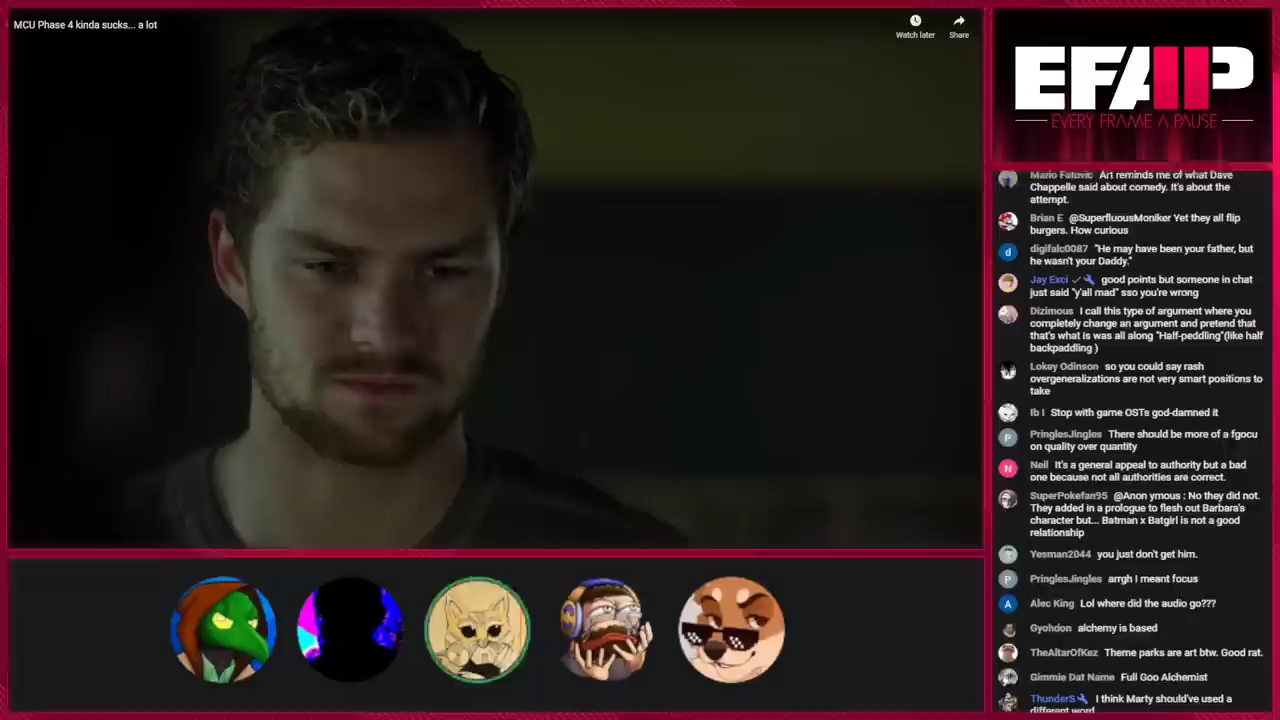 MCU Phase 4 kinda sucks... a lot
Watch later
Share
EFAP
EVERY FRAME A PAUSE
Mario Fatovic Art reminds me of what Dave
Chappelle said about comedy. It's about the
attempt.
Brian E @SuperfluousMoniker Yet they all flip
burgers. How curious
d
digifalc0087 "He may have been your father, but
he wasn't your Daddy."
Jay Exci good points but someone in chat
just said "y'all mad" sso you're wrong
Dizimous I call this type of argument where you
completely change an argument and pretend that
that's what is was all along "Half-peddling"(like half
backpaddling )
Lokey Odinson so you could say rash
overgeneralizations are not very smart positions to
take
Ib I Stop with game OSTs god-damned it
P
PringlesJingles There should be more of a fgocu
on quality over quantity
N
Neil It's a general appeal to authority but a bad
one because not all authorities are correct.
SuperPokefan95 @Anon ymous : No they did not.
They added in a prologue to flesh out Barbara's
character but... Batman x Batgirl is not a good
relationship
Yesman2044 you just don't get him.
P
PringlesJingles arrgh I meant focus
A
Alec King Lol where did the audio go???
Gyohdon alchemy is based
TheAltarOfKez Theme parks are art btw. Good rat.
Gimmie Dat Name Full Goo Alchemist
ThunderS I think Marty should've used a
different word